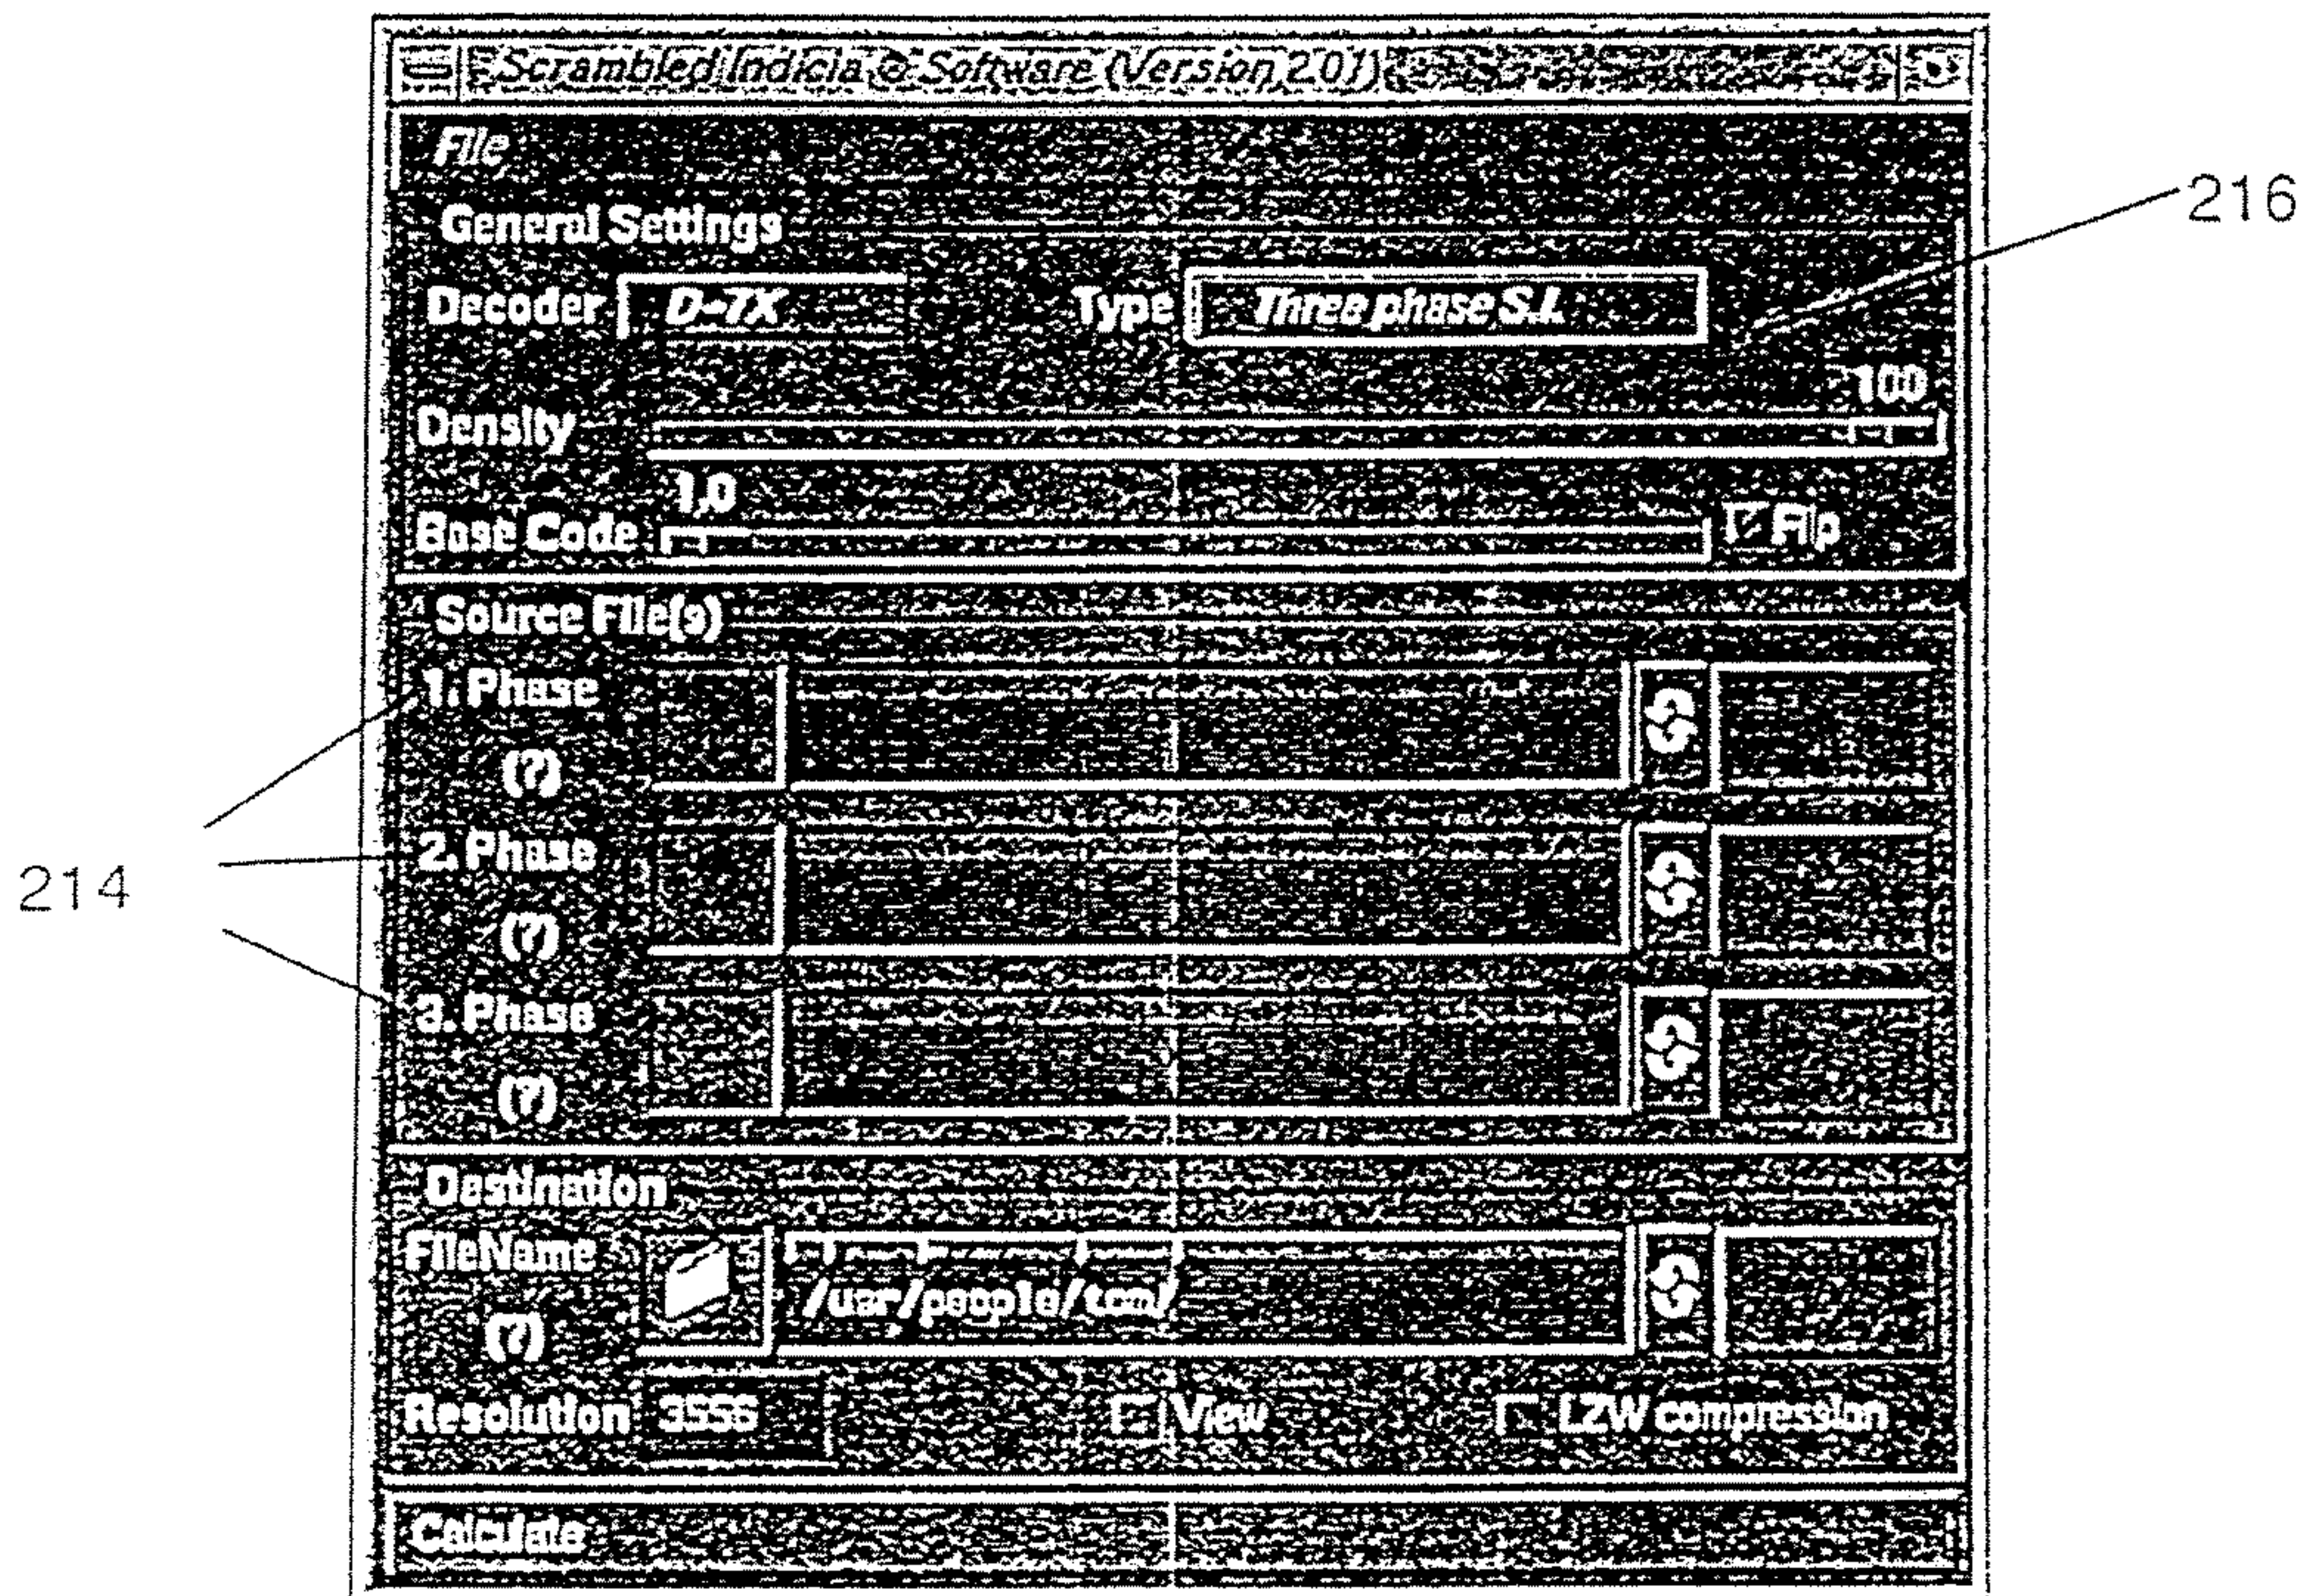 Scrambled Indicia ® Software (Version 2.01)
File
216
General Settings
Decoder D-7X Type Three phase S.I.
100
Density
1.0
Base Code Flip
Source File(s)
1. Phase
(?)
214
2. Phase
(?)
3. Phase
(?)
Destination
FileName
/usr/people/tom/
(?)
Resolution 3556 View LZW compression
Calculate